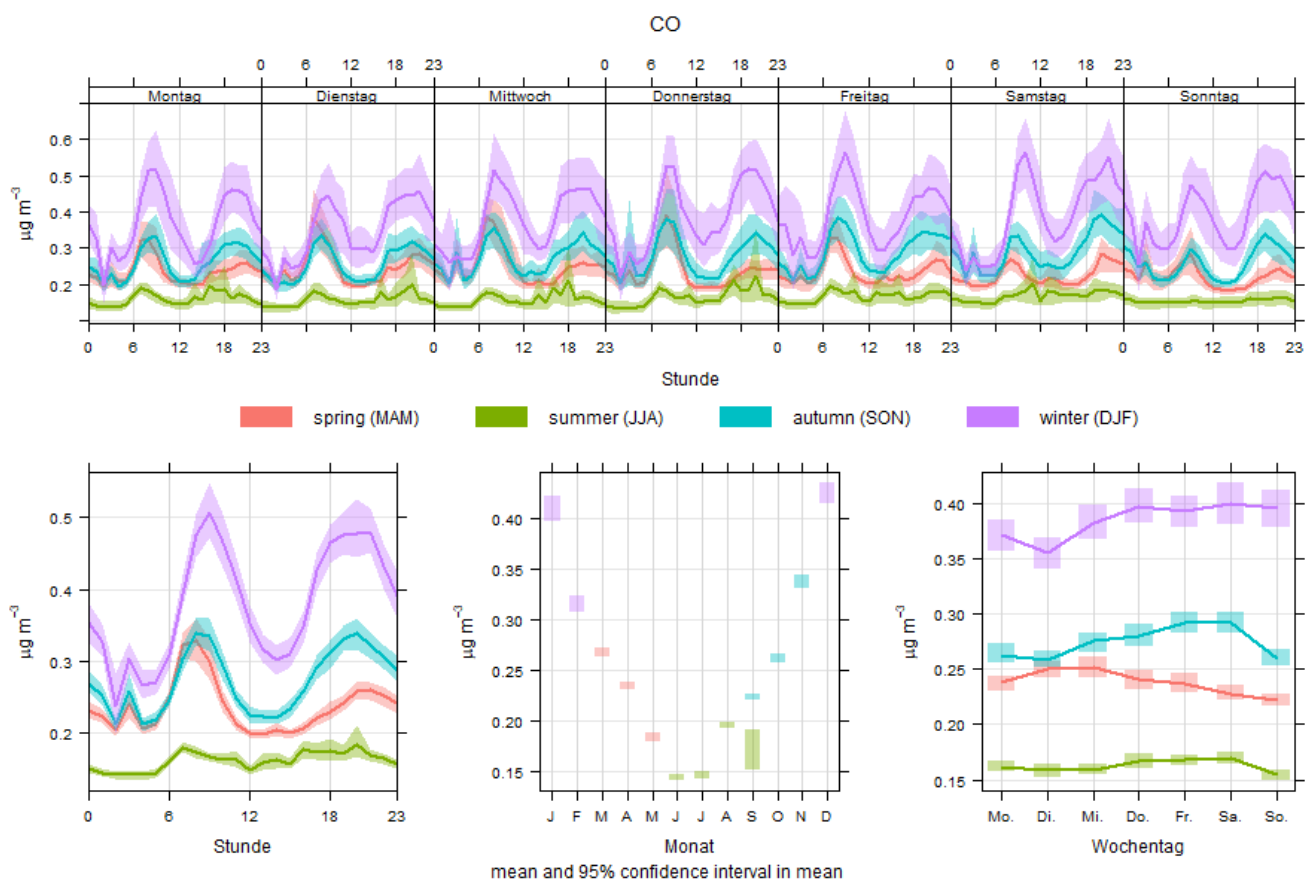 CO
0 6 12 18 23 0 6 12 18 23 0 6 12 18 23
Montag Dienstag Mittwoch Donnerstag Freitag Samstag Sonntag
0.6
0.5
0.4
0.3
0.2
µg m⁻³
0 6 12 18 23 0 6 12 18 23 0 6 12 18 23 0 6 12 18 23
Stunde
spring (MAM) summer (JJA) autumn (SON) winter (DJF)
0.5
0.4
0.3
0.2
µg m⁻³
0 6 12 18 23
Stunde
0.40
0.35
0.30
0.25
0.20
0.15
µg m⁻³
J F M A M J J A S O N D
Monat
0.40
0.35
0.30
0.25
0.20
0.15
µg m⁻³
Mo. Di. Mi. Do. Fr. Sa. So.
Wochentag
mean and 95% confidence interval in mean